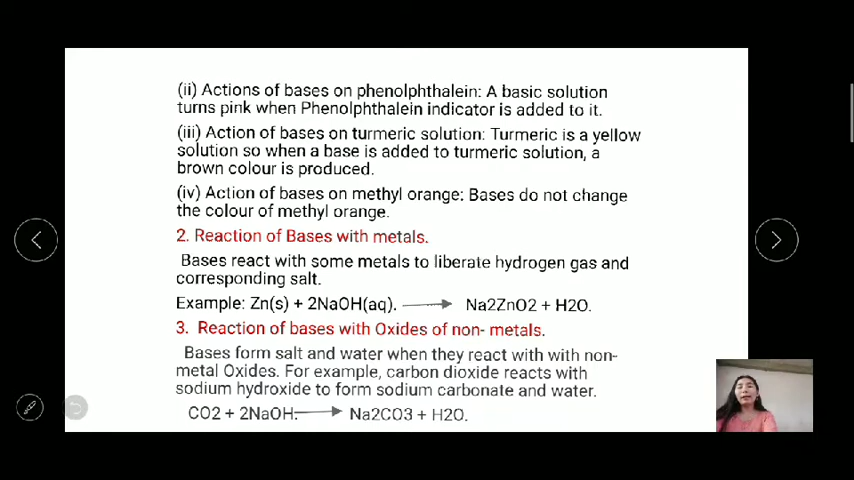 (ii) Actions of bases on phenolphthalein: A basic solution
turns pink when Phenolphthalein indicator is added to it.
(iii) Action of bases on turmeric solution: Turmeric is a yellow
solution so when a base is added to turmeric solution, a
brown colour is produced.
(iv) Action of bases on methyl orange: Bases do not change
the colour of methyl orange.
2. Reaction of Bases with metals.
Bases react with some metals to liberate hydrogen gas and
corresponding salt.
Example: Zn(s) + 2NaOH(aq). ⟶ Na2ZnO2 + H2O.
3. Reaction of bases with Oxides of non- metals.
Bases form salt and water when they react with with non-
metal Oxides. For example, carbon dioxide reacts with
sodium hydroxide to form sodium carbonate and water.
CO2 + 2NaOH. ⟶ Na2CO3 + H2O.